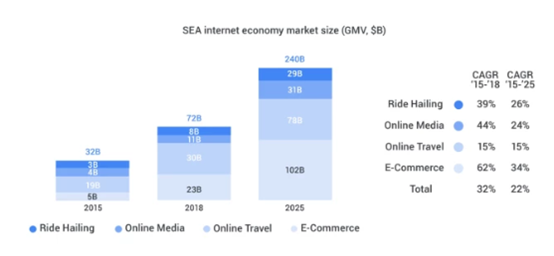 SEA internet economy market size (GMV, $B)
240B
29B
31B
78B
102B
72B
8B
11B
30B
23B
32B
3B
4B
19B
5B
2015 2018 2025
CAGR CAGR
'15-'18 '15-'25
Ride Hailing 39% 26%
Online Media 44% 24%
Online Travel 15% 15%
E-Commerce 62% 34%
Total 32% 22%
Ride Hailing Online Media Online Travel E-Commerce